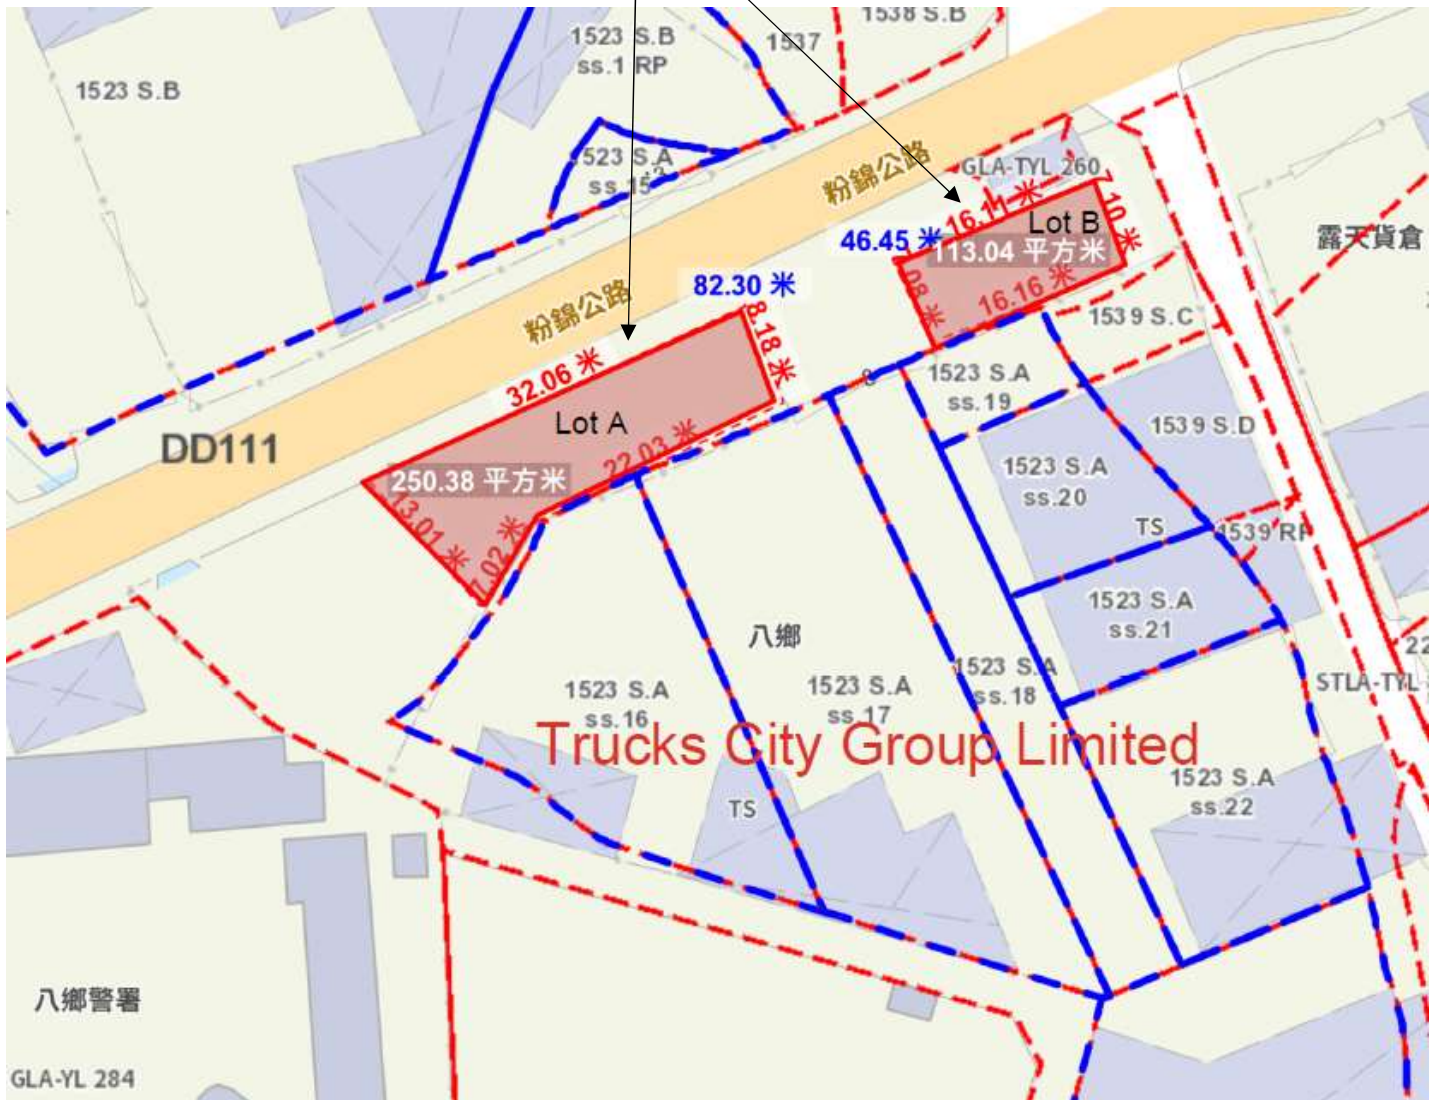 1538 S.B
1523 S.B
ss.1 RP
1537
1523 S.B
523 S.A
ss.15
粉錦公路
GLA-TYL 260
16.11 米
Lot B
7.10 米
露天貨倉
46.45 米
113.04 平方米
16.16 米
82.30 米
粉錦公路
8.18 米
1539 S.C
32.06 米
1523 S.A
ss.19
Lot A
22.03 米
DD111
1539 S.D
250.38 平方米
1523 S.A
ss.20
13.01 米
7.02 米
TS
1539 RP
1523 S.A
ss.21
八鄉
22
1523 S.A
ss.16
1523 S.A
ss.17
1523 S.A
ss.18
STLA-TYL
Trucks City Group Limited
1523 S.A
ss.22
TS
八鄉警署
GLA-YL 284